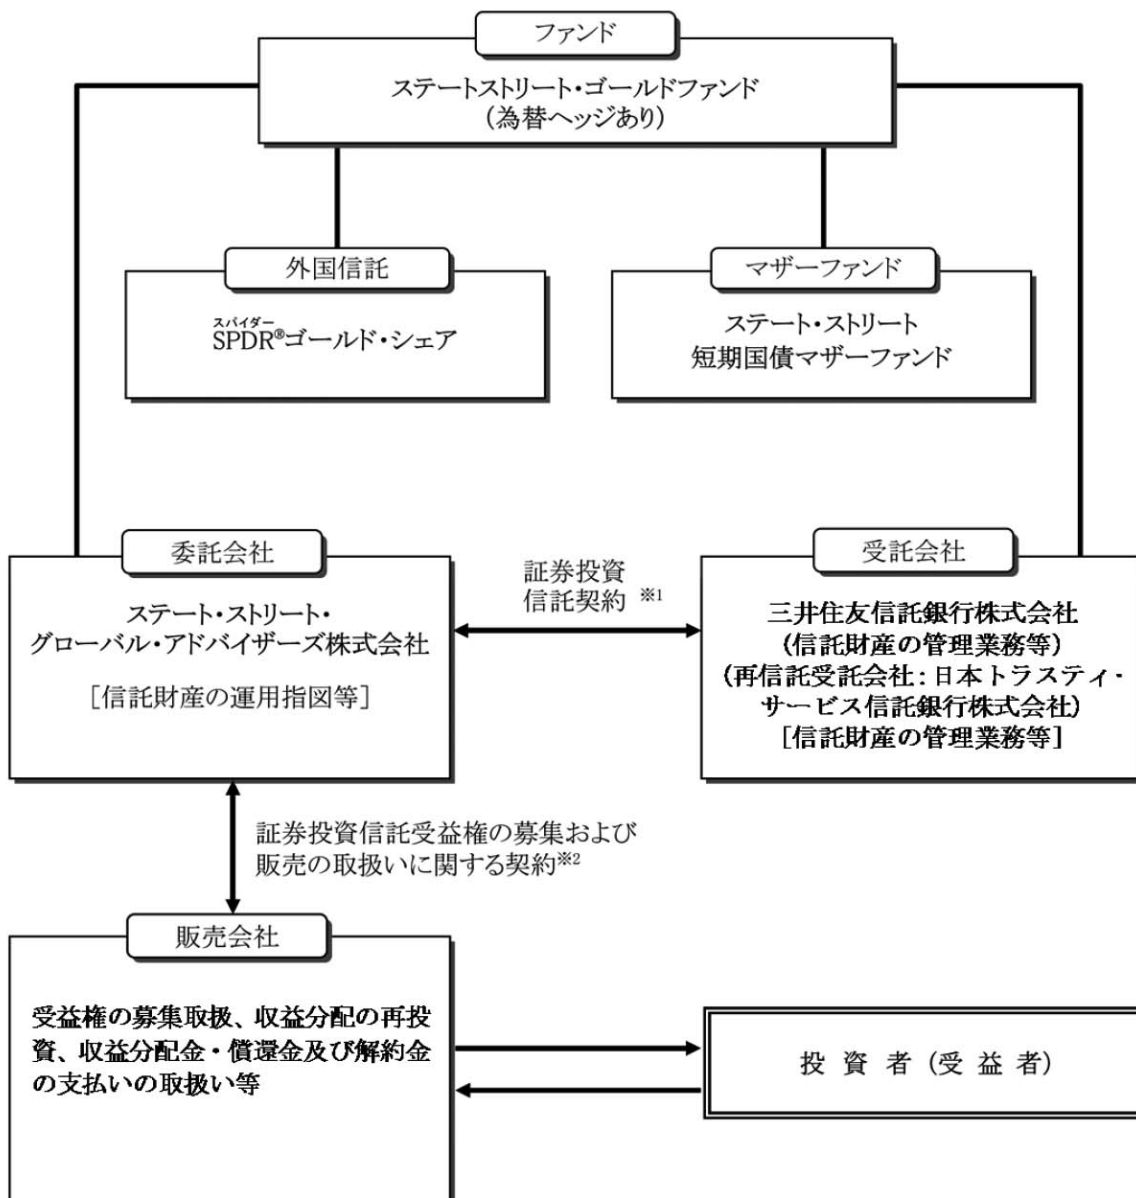 ファンド
ステートストリート・ゴールドファンド
(為替ヘッジあり)
外国信託
スパイダー
SPDR®ゴールド・シェア
マザーファンド
ステート・ストリート
短期国債マザーファンド
委託会社
ステート・ストリート・
グローバル・アドバイザーズ株式会社
[信託財産の運用指図等]
証券投資
信託契約 ※1
受託会社
三井住友信託銀行株式会社
(信託財産の管理業務等)
(再信託受託会社:日本トラスティ・
サービス信託銀行株式会社)
[信託財産の管理業務等]
証券投資信託受益権の募集および
販売の取扱いに関する契約※2
販売会社
受益権の募集取扱、収益分配の再投
資、収益分配金・償還金及び解約金
の支払いの取扱い等
投 資 者 (受 益 者)